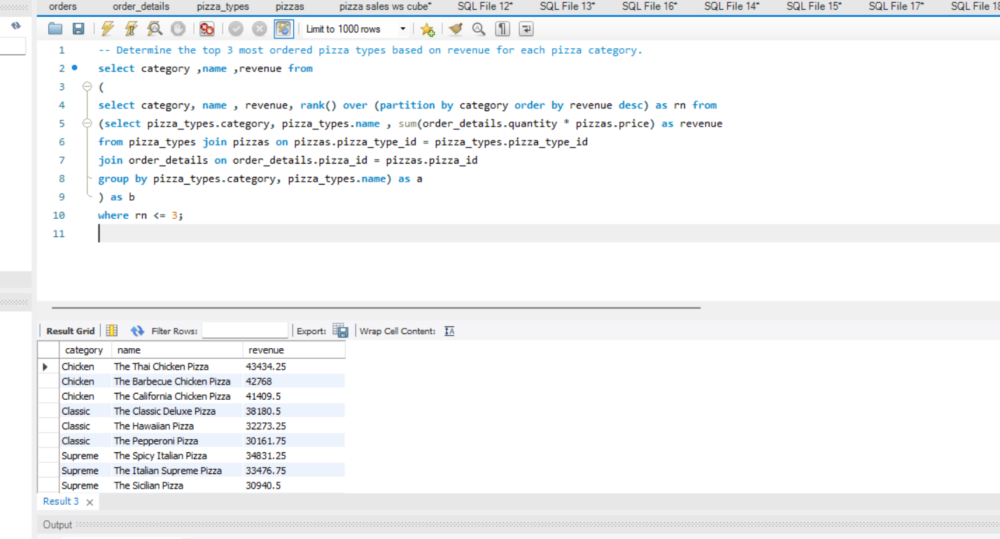 orders order_details pizza_types pizzas pizza sales ws cube* SQL File 12* SQL File 13* SQL File 16* SQL File 14* SQL File 15* SQL File 17* SQL File 18
Limit to 1000 rows
1 -- Determine the top 3 most ordered pizza types based on revenue for each pizza category.
2 select category ,name ,revenue from
3 (
4 select category, name , revenue, rank() over (partition by category order by revenue desc) as rn from
5 (select pizza_types.category, pizza_types.name , sum(order_details.quantity * pizzas.price) as revenue
6 from pizza_types join pizzas on pizzas.pizza_type_id = pizza_types.pizza_type_id
7 join order_details on order_details.pizza_id = pizzas.pizza_id
8 group by pizza_types.category, pizza_types.name) as a
9 ) as b
10 where rn <= 3;
11
Result Grid Filter Rows: Export: Wrap Cell Content:
category name revenue
Chicken The Thai Chicken Pizza 43434.25
Chicken The Barbecue Chicken Pizza 42768
Chicken The California Chicken Pizza 41409.5
Classic The Classic Deluxe Pizza 38180.5
Classic The Hawaiian Pizza 32273.25
Classic The Pepperoni Pizza 30161.75
Supreme The Spicy Italian Pizza 34831.25
Supreme The Italian Supreme Pizza 33476.75
Supreme The Sicilian Pizza 30940.5
Result 3
Output